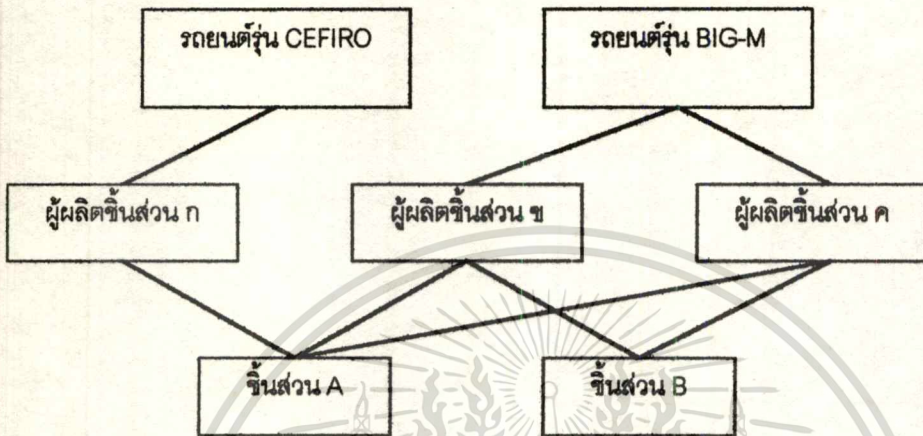 รถยนต์รุ่น CEFIRO
รถยนต์รุ่น BIG-M
ผู้ผลิตชิ้นส่วน ก
ผู้ผลิตชิ้นส่วน ข
ผู้ผลิตชิ้นส่วน ค
ชิ้นส่วน A
ชิ้นส่วน B